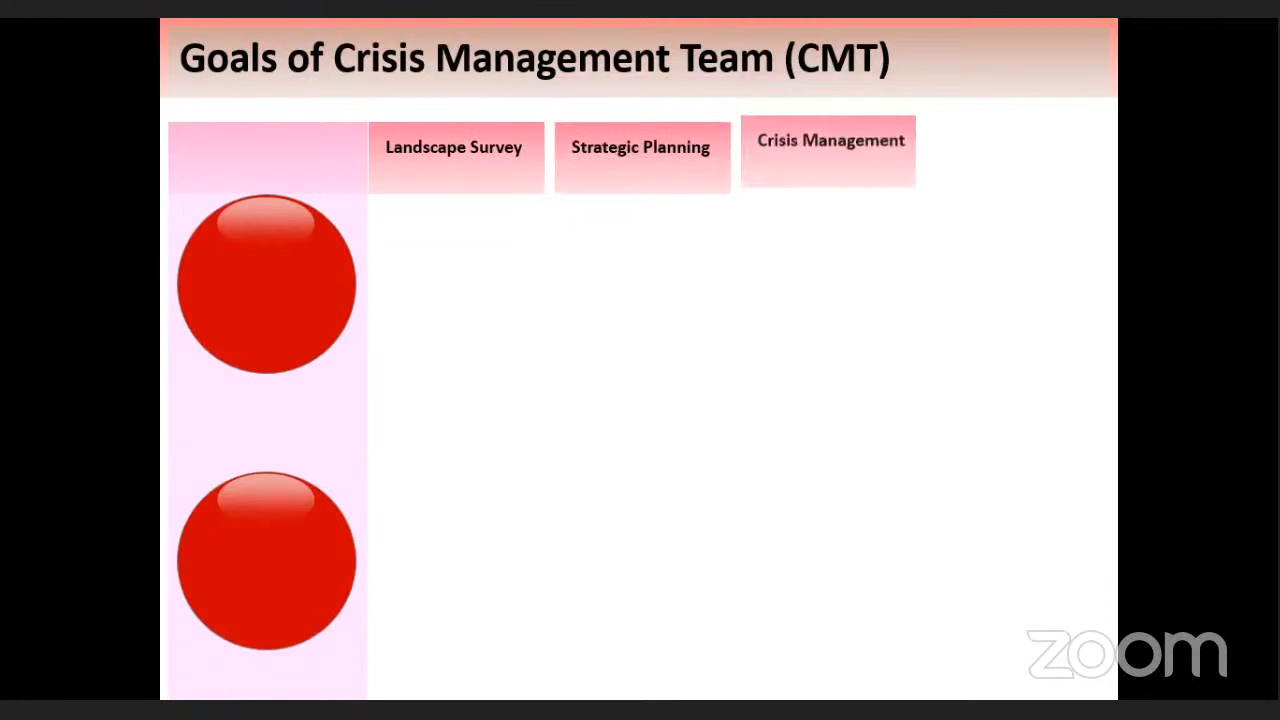 Goals of Crisis Management Team (CMT)
Landscape Survey
Strategic Planning
Crisis Management
zoom